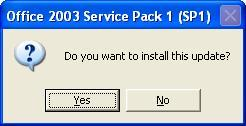 Office 2003 Service Pack 1 (SP1)
Do you want to install this update?
Yes No